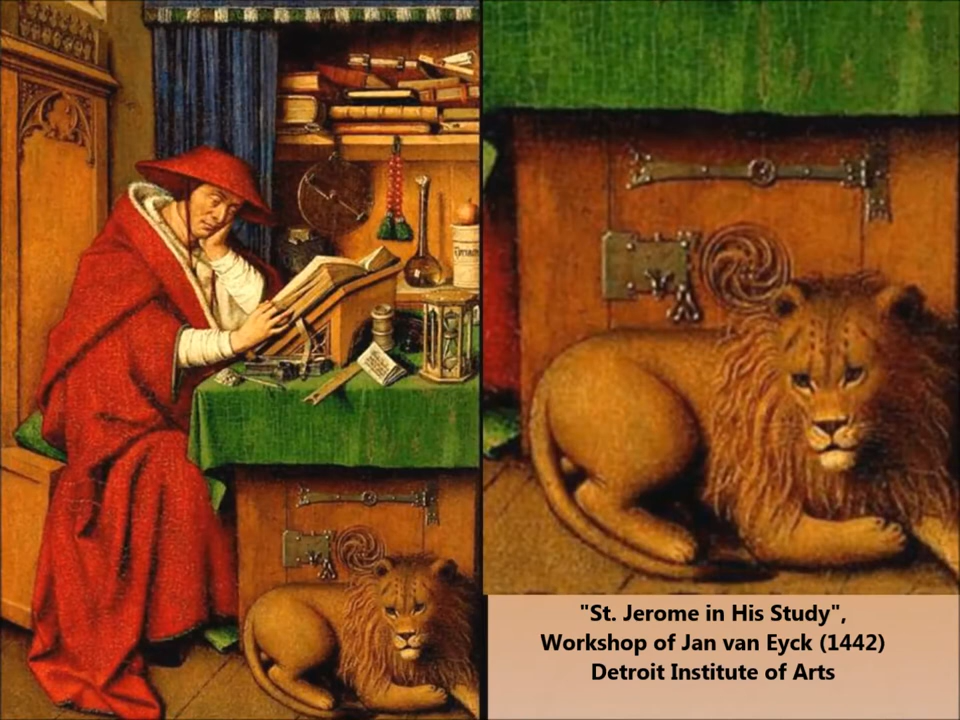 "St. Jerome in His Study",
Workshop of Jan van Eyck (1442)
Detroit Institute of Arts